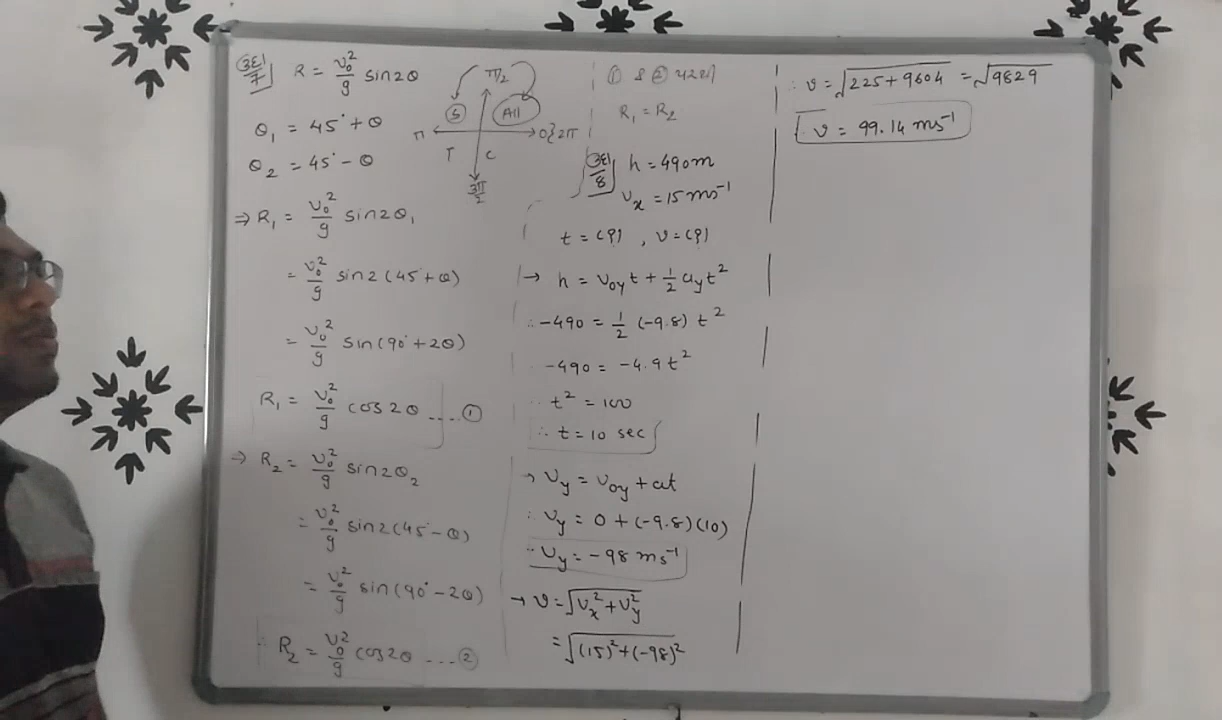 ઉદા/7 R = v₀²/g sin2θ
θ₁ = 45° + θ
θ₂ = 45° - θ
⇒ R₁ = v₀²/g sin2θ₁
= v₀²/g sin2(45°+θ)
= v₀²/g sin(90°+2θ)
R₁ = v₀²/g cos2θ ....①
⇒ R₂ = v₀²/g sin2θ₂
= v₀²/g sin2(45°-θ)
= v₀²/g sin(90°-2θ)
∴ R₂ = v₀²/g cos2θ ...②
π/2
S All
π 0;2π
T C
3π/2
① & ② પરથી
R₁ = R₂
ઉદા/8 h = 490m
vₓ = 15 ms⁻¹
t = (?) , v = (?)
→ h = v₀yt + 1/2 ayt²
∴ -490 = 1/2 (-9.8) t²
-490 = -4.9 t²
∴ t² = 100
∴ t = 10 sec
→ vy = v₀y + at
∴ vy = 0 + (-9.8)(10)
∴ vy = -98 ms⁻¹
→ v = √(vₓ² + vy²)
= √((15)² + (-98)²)
∴ v = √(225 + 9604) = √9829
v = 99.14 ms⁻¹